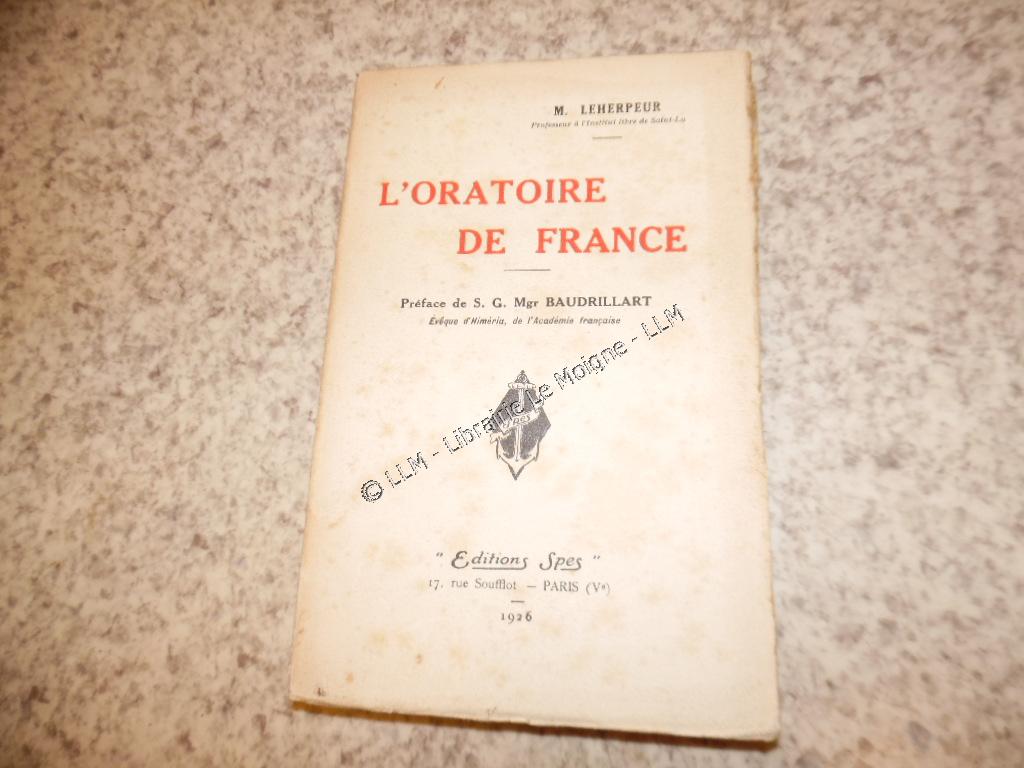 M. LEHERPEUR
Professeur à l'Institut libre de Saint-Lo
L'ORATOIRE
DE FRANCE
Préface de S. G. Mgr BAUDRILLART
Évêque d'Himéria, de l'Académie française
© LLM - Librairie Le Moigne - LLM
" Editions Spes "
17, rue Soufflot — PARIS (Vᵉ)
1926